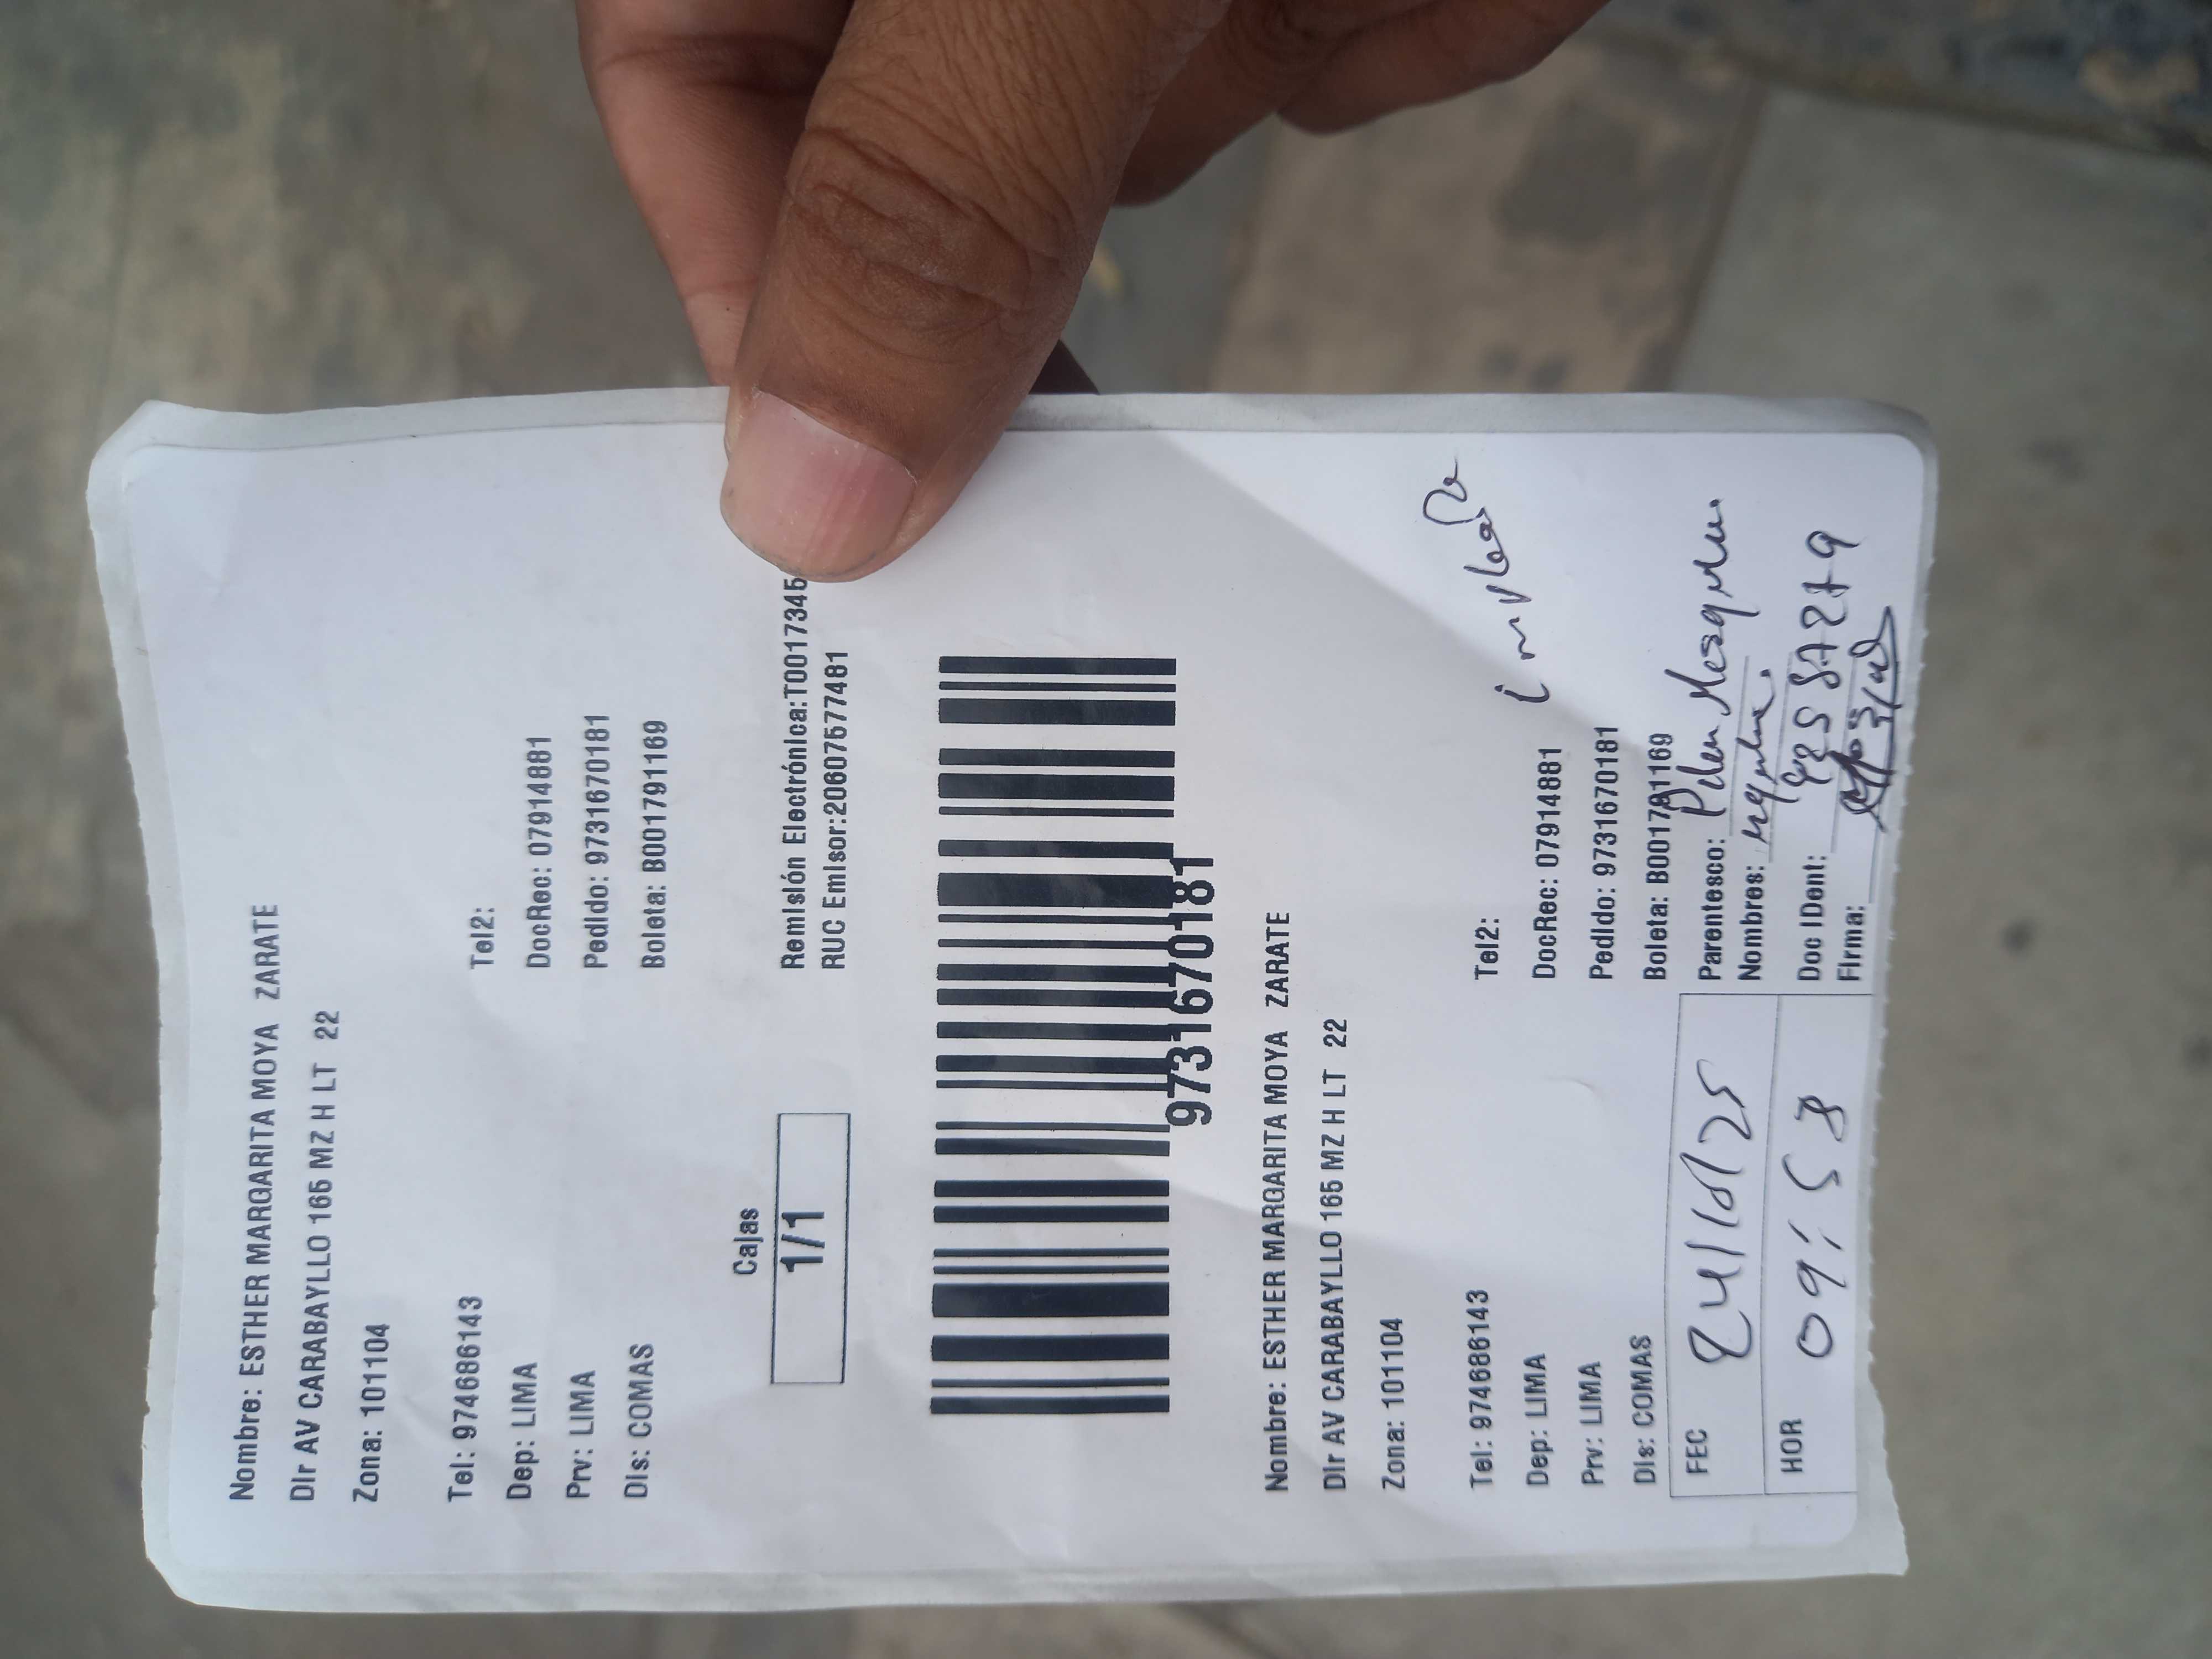 Nombre: ESTHER MARGARITA MOYA ZARATE
Dir AV CARABAYLLO 165 MZ H LT 22
Zona: 101104
Tel: 974686143 Tel2:
Dep: LIMA DocRec: 07914881
Prv: LIMA Pedido: 9731670181
Dis: COMAS Boleta: B001791169
Cajas
1/1
Remisión Electrónica:T0017345
RUC Emisor:20607577481
9731670181
Nombre: ESTHER MARGARITA MOYA ZARATE
Dir AV CARABAYLLO 165 MZ H LT 22
Zona: 101104
Tel: 974686143 Tel2:
Dep: LIMA DocRec: 07914881
Prv: LIMA Pedido: 9731670181
Dis: COMAS Boleta: B001791169
FEC 24/10/25 Parentesco:
Nombres:
HOR 09:58 Doc IDent:
Firma: